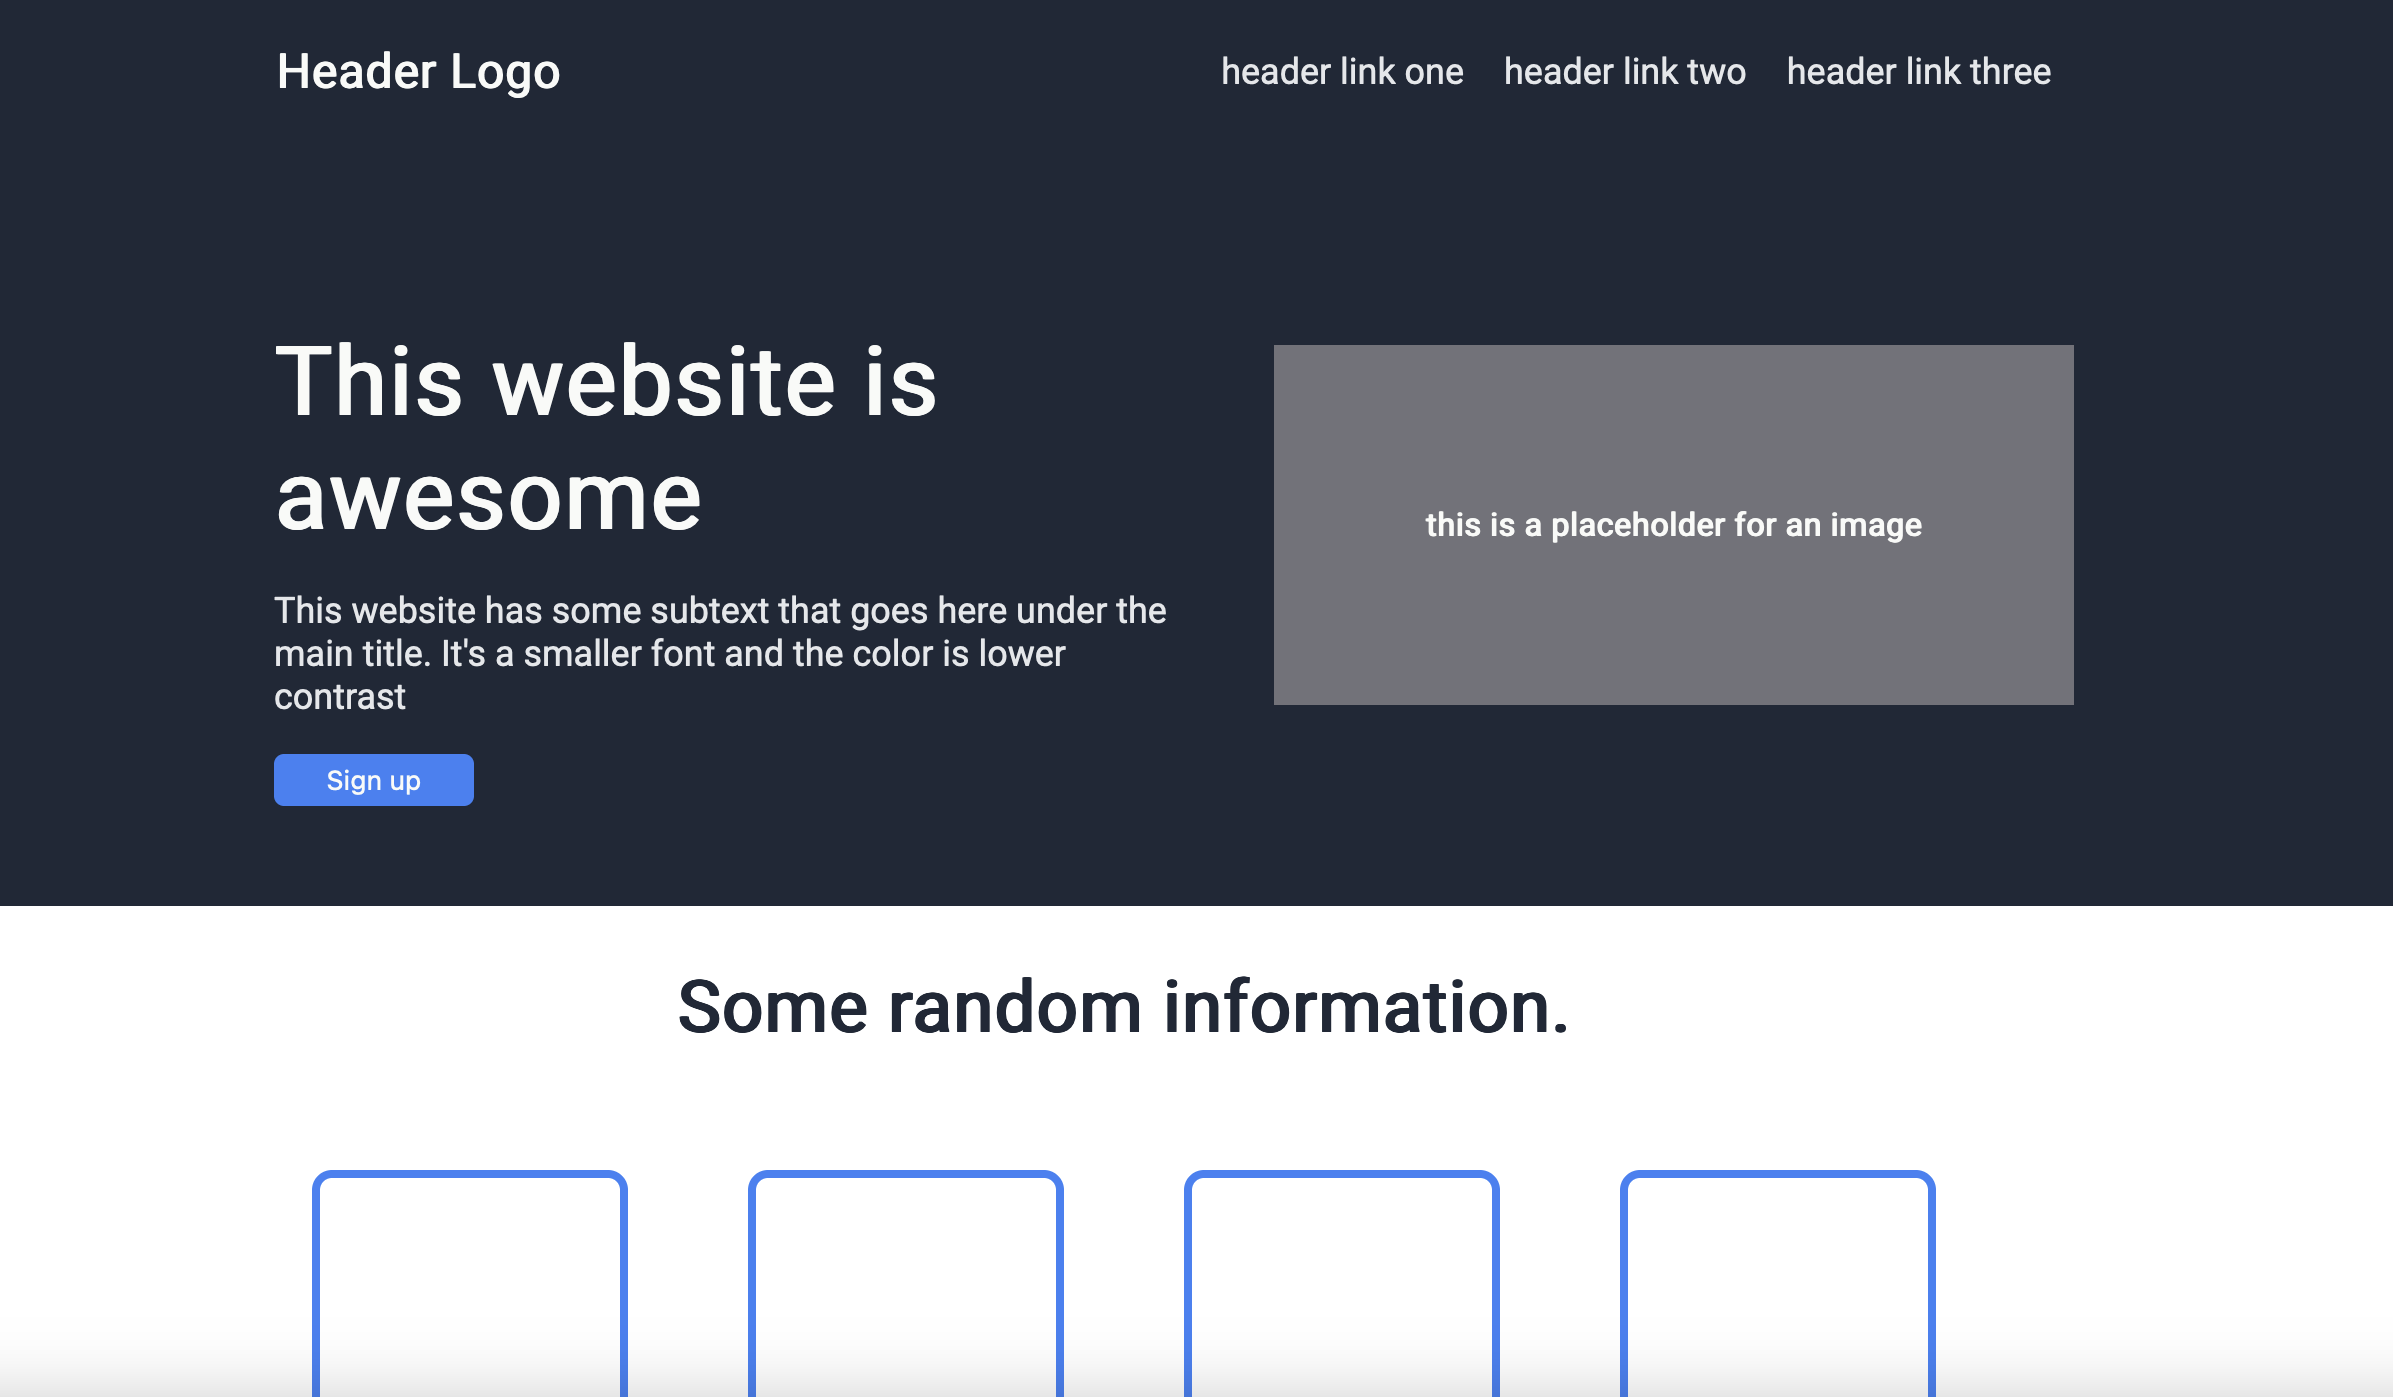 Header Logo
header link one
header link two
header link three
This website is
awesome
This website has some subtext that goes here under the
main title. It's a smaller font and the color is lower
contrast
Sign up
this is a placeholder for an image
Some random information.